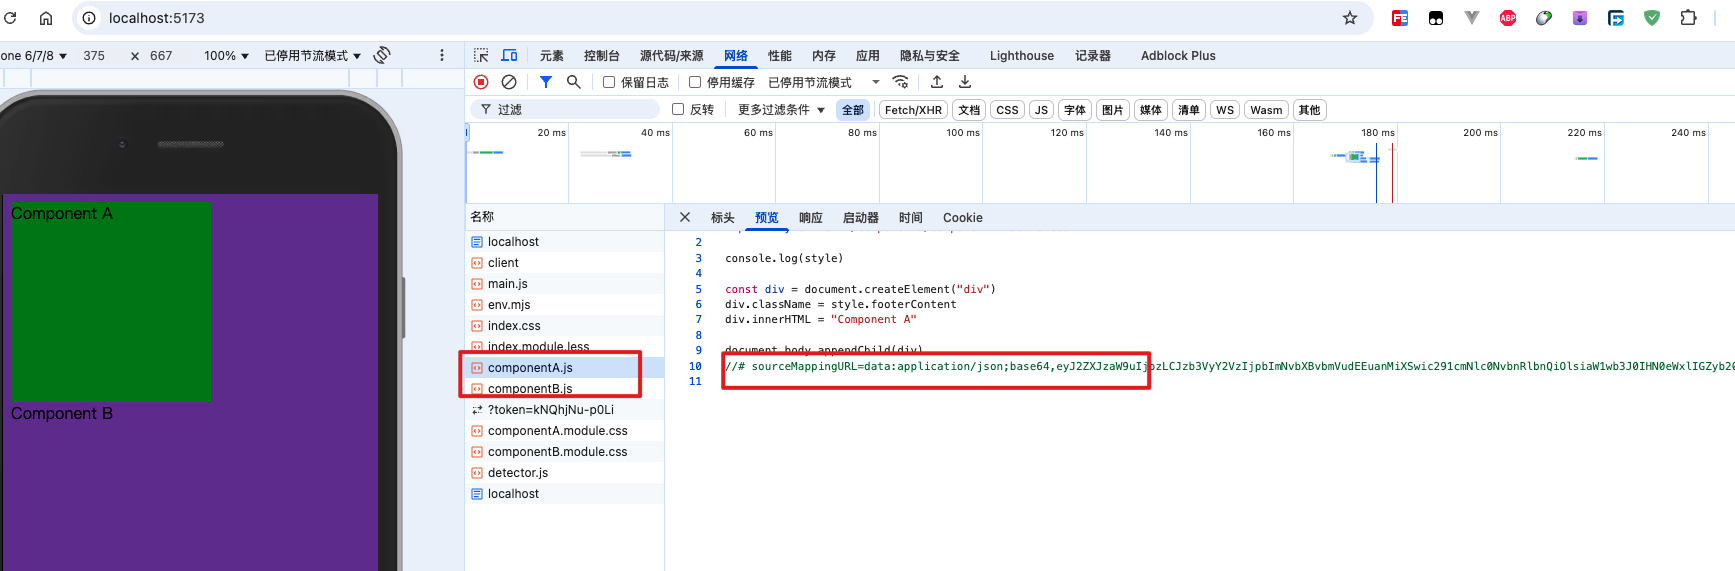 localhost:5173
one 6/7/8 375 × 667 100% 已停用节流模式
元素 控制台 源代码/来源 网络 性能 内存 应用 隐私与安全 Lighthouse 记录器 Adblock Plus
保留日志 停用缓存 已停用节流模式
过滤 反转 更多过滤条件 全部 Fetch/XHR 文档 CSS JS 字体 图片 媒体 清单 WS Wasm 其他
20 ms 40 ms 60 ms 80 ms 100 ms 120 ms 140 ms 160 ms 180 ms 200 ms 220 ms 240 ms
Component A
Component B
名称
localhost
client
main.js
env.mjs
index.css
index.module.less
componentA.js
componentB.js
?token=kNQhjNu-p0Li
componentA.module.css
componentB.module.css
detector.js
localhost
标头 预览 响应 启动器 时间 Cookie
2
3 console.log(style)
4
5 const div = document.createElement("div")
6 div.className = style.footerContent
7 div.innerHTML = "Component A"
8
9 document.body.appendChild(div)
10 //# sourceMappingURL=data:application/json;base64,eyJ2ZXJzaW9uIjozLCJzb3VyY2VzIjpbImNvbXBvbmVudEEuanMiXSwic291cmNlc0NvbnRlbnQiOlsiaW1wb3J0IHN0eWxlIGZyb20
11
FE
ABP